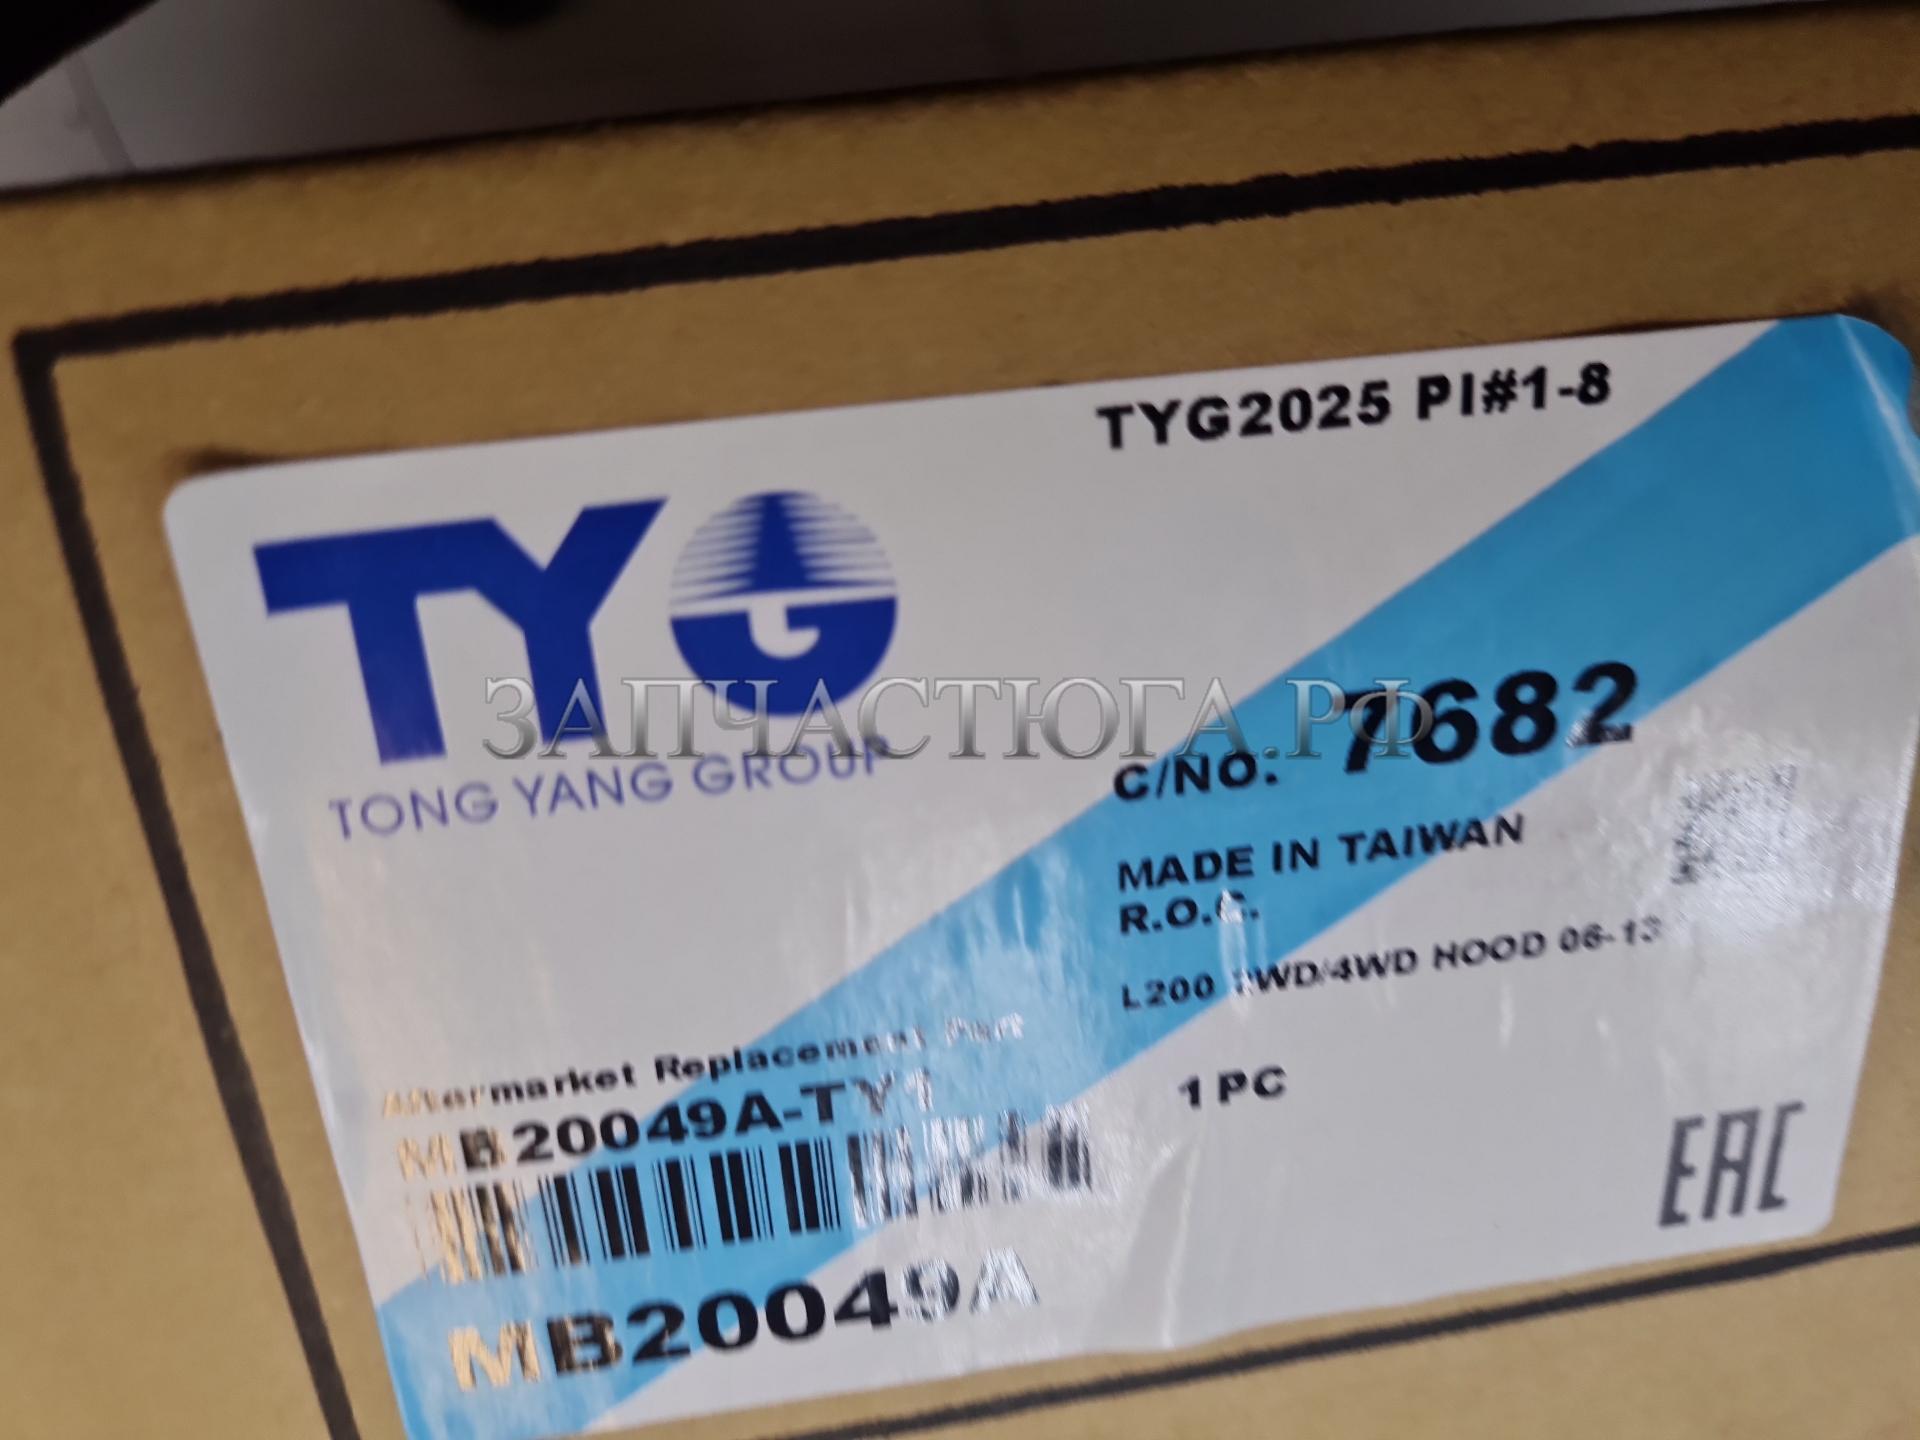 TYG2025 PI#1-8
TYG
TONG YANG GROUP
ЗАПЧАСТЮГА.РФ
C/NO: 7682
MADE IN TAIWAN
R.O.C.
L200 2WD/4WD HOOD 06-13
Aftermarket Replacement Part
MB20049A-TY1
1 PC
MB20049A
EAC